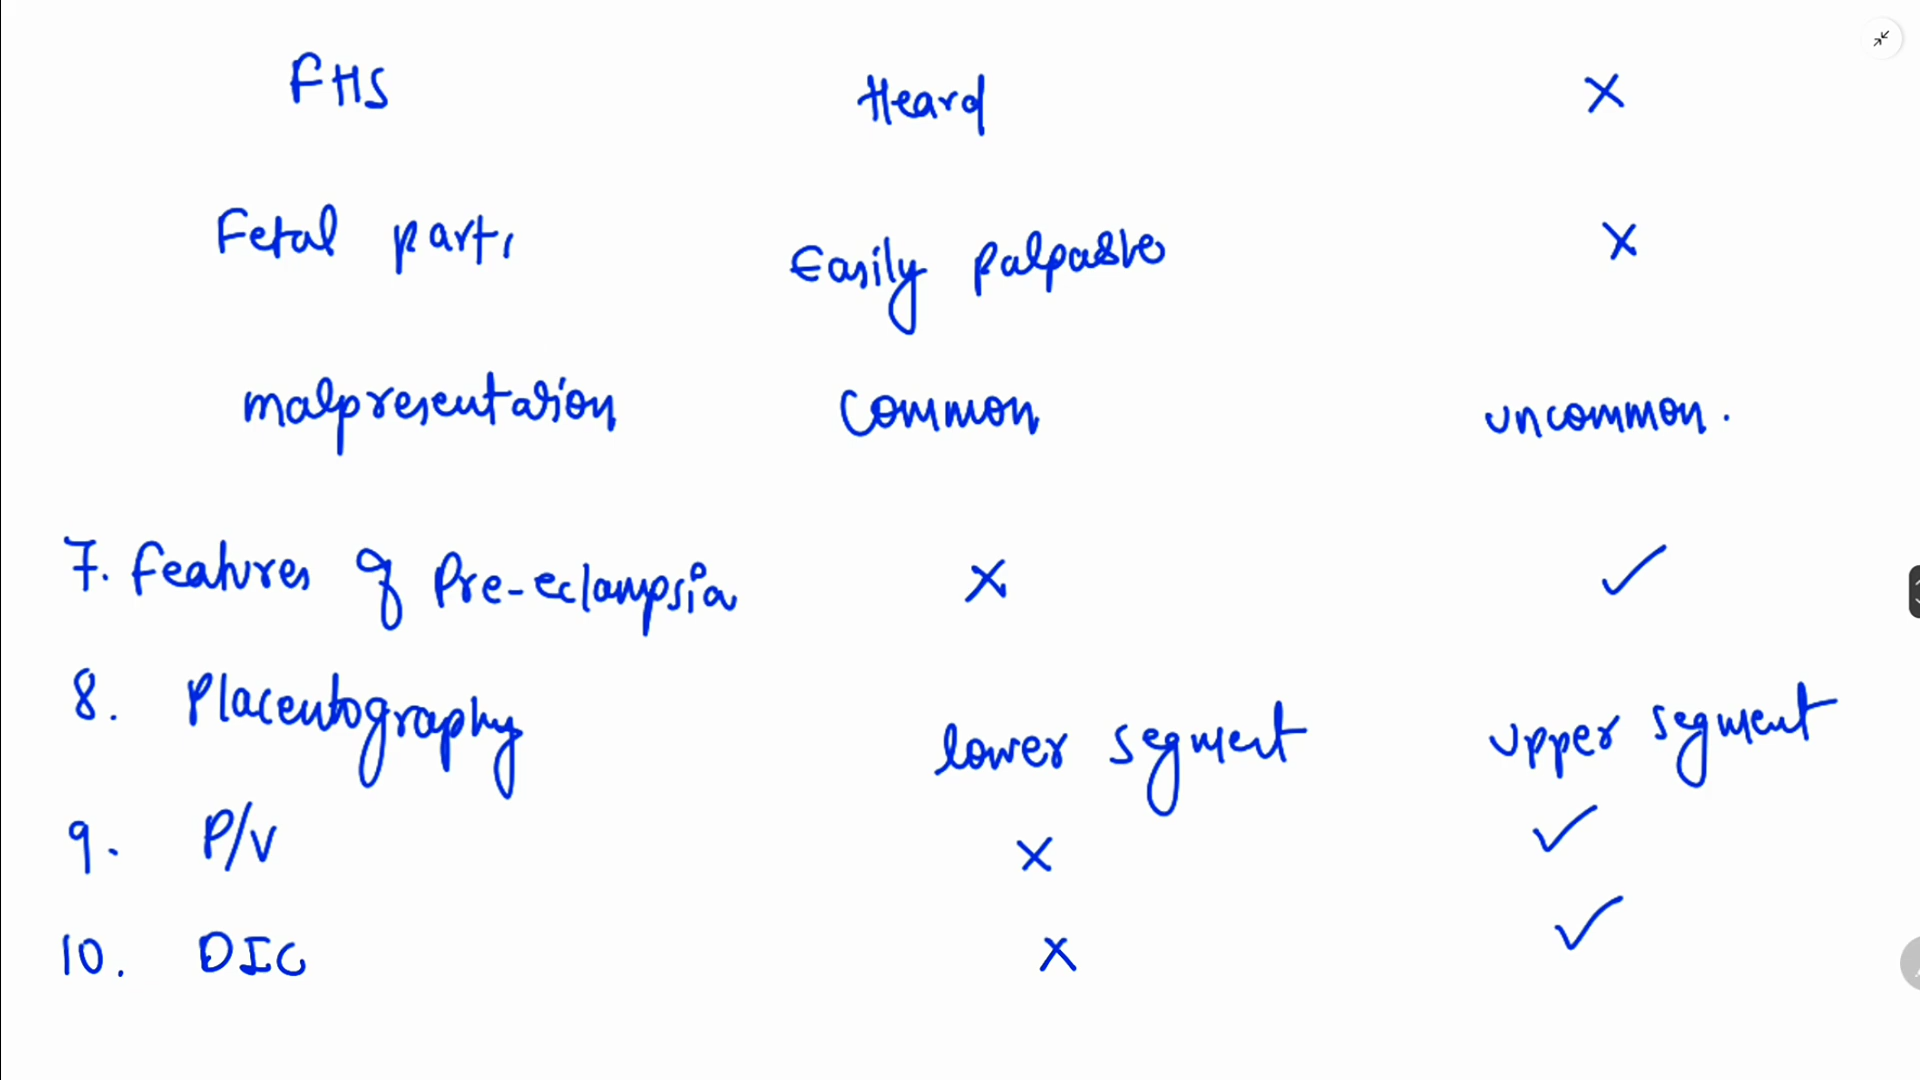 FHS Heard X
Fetal parts Easily palpable X
malpresentation Common uncommon.
7. Features of Pre-eclampsia X ✓
8. Placentography lower segment upper segment
9. P/V X ✓
10. DIC X ✓